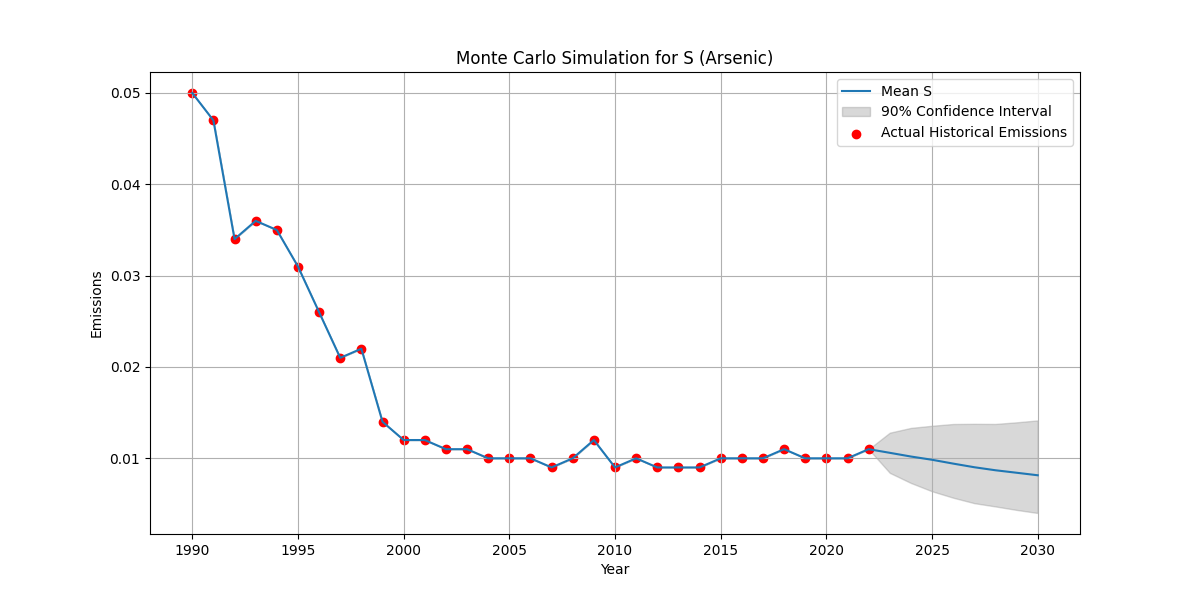 Monte Carlo Simulation for S (Arsenic)
Mean S
90% Confidence Interval
Actual Historical Emissions
Emissions
0.05
0.04
0.03
0.02
0.01
1990 1995 2000 2005 2010 2015 2020 2025 2030
Year